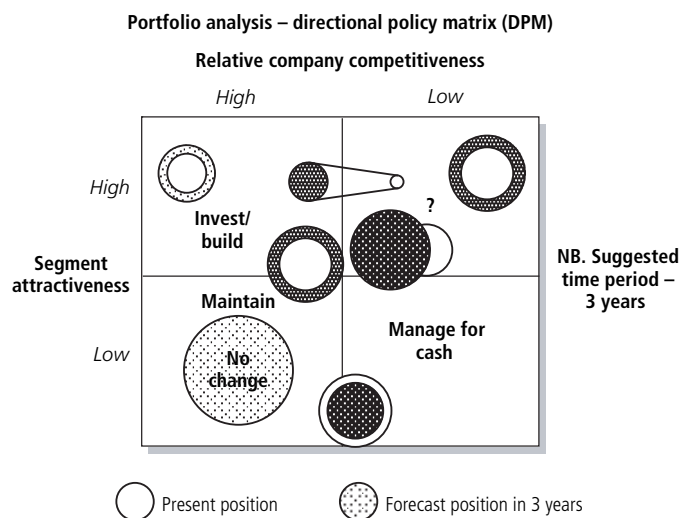 Portfolio analysis – directional policy matrix (DPM)
Relative company competitiveness
High
Low
High
?
Invest/
build
Segment
attractiveness
NB. Suggested
time period –
3 years
Maintain
Manage for
cash
Low
No
change
Present position
Forecast position in 3 years